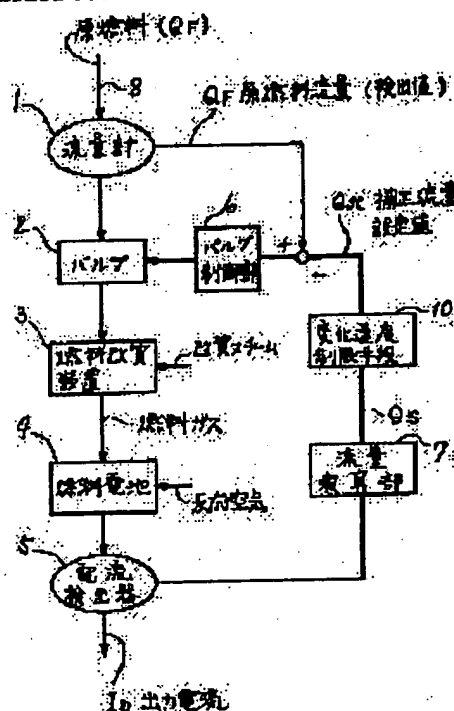 原燃料(QF)
8
1
QF 原燃料流量(検出値)
流量計
6
QSC 補正流量
設定値
2
バルブ
バルブ
制御部
+
-
3
10
燃料改質
装置
改質スチーム
変化速度
制限手段
燃料ガス
QS
4
7
燃料電池
反応空気
流量
演算部
5
電流
検出器
ID 出力電流